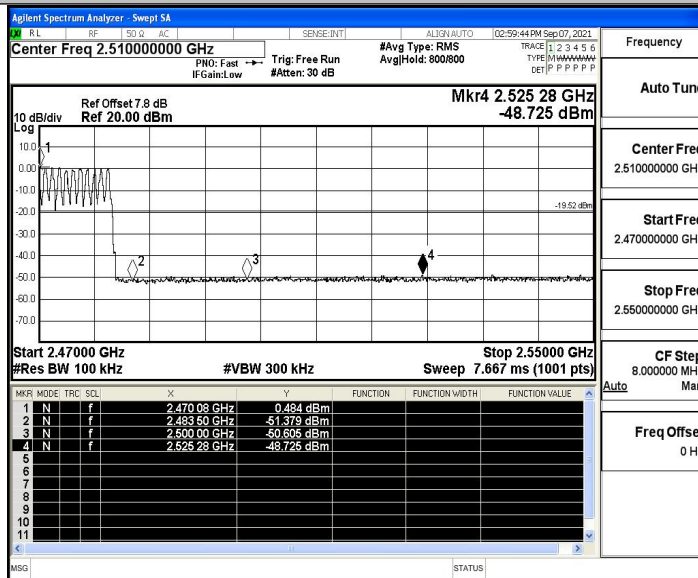 Agilent Spectrum Analyzer - Swept SA
LXI RL RF 50 Ω AC SENSE:INT ALIGN AUTO 02:59:44 PM Sep 07, 2021
Center Freq 2.510000000 GHz #Avg Type: RMS TRACE 1 2 3 4 5 6
PNO: Fast Trig: Free Run Avg|Hold: 800/800 TYPE M W W W W W
IFGain:Low #Atten: 30 dB DET P P P P P P
Ref Offset 7.8 dB Mkr4 2.525 28 GHz
10 dB/div Ref 20.00 dBm -48.725 dBm
Log
10.0
0.00
-10.0
-20.0
-30.0
-40.0
-50.0
-60.0
-70.0
1
2
3
4
-19.52 dBm
Start 2.47000 GHz Stop 2.55000 GHz
#Res BW 100 kHz #VBW 300 kHz Sweep 7.667 ms (1001 pts)
MKR MODE TRC SCL X Y FUNCTION FUNCTION WIDTH FUNCTION VALUE
1 N f 2.470 08 GHz 0.484 dBm
2 N f 2.483 50 GHz -51.379 dBm
3 N f 2.500 00 GHz -50.605 dBm
4 N f 2.525 28 GHz -48.725 dBm
5
6
7
8
9
10
11
MSG STATUS
Frequency
Auto Tun
Center Fre
2.510000000 GH
Start Fre
2.470000000 GH
Stop Fre
2.550000000 GH
CF Step
8.000000 MH
Auto Ma
Freq Offse
0 H